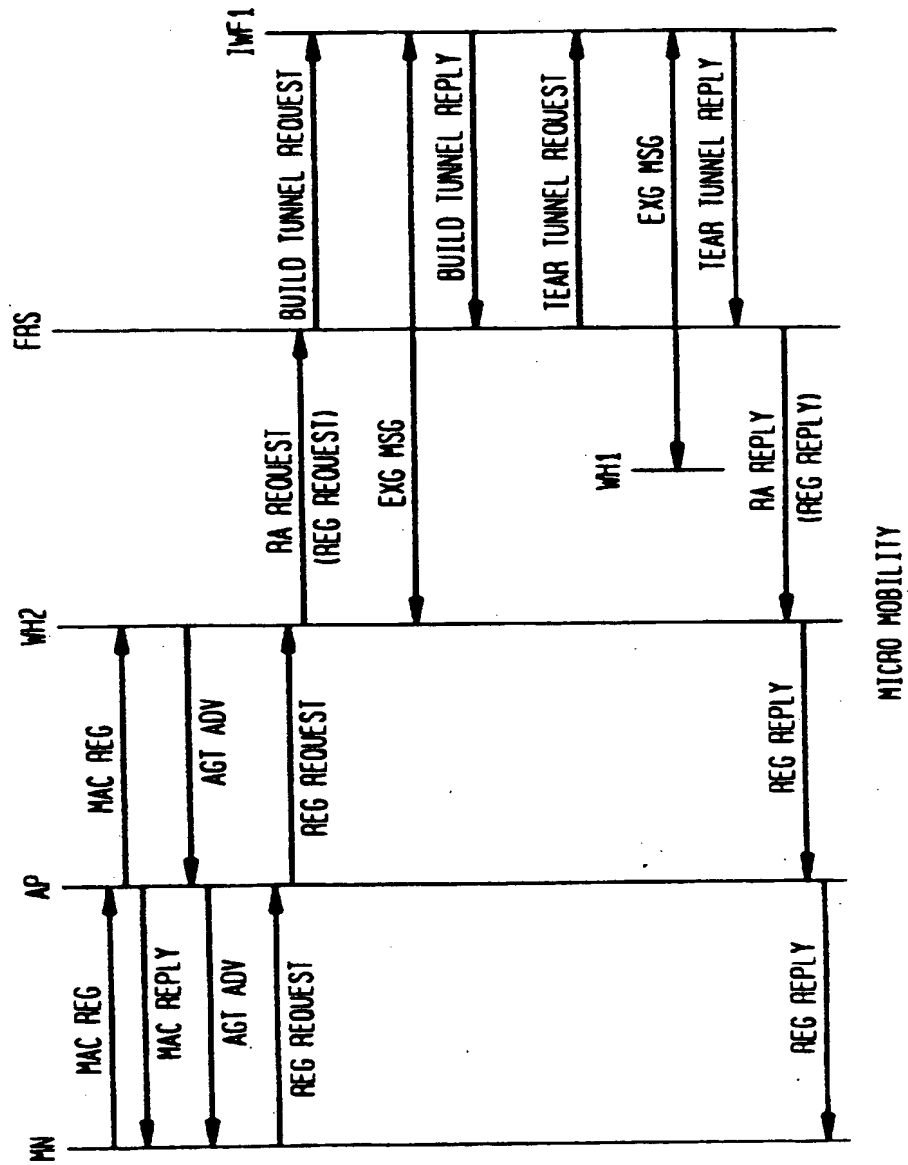 MN
AP
WH2
FRS
IWF1
MAC REG
MAC REG
MAC REPLY
AGT ADV
AGT ADV
REG REQUEST
REG REQUEST
RA REQUEST
(REG REQUEST)
BUILD TUNNEL REQUEST
EXG MSG
BUILD TUNNEL REPLY
TEAR TUNNEL REQUEST
WH1
EXG MSG
TEAR TUNNEL REPLY
RA REPLY
(REG REPLY)
REG REPLY
REG REPLY
MICRO MOBILITY